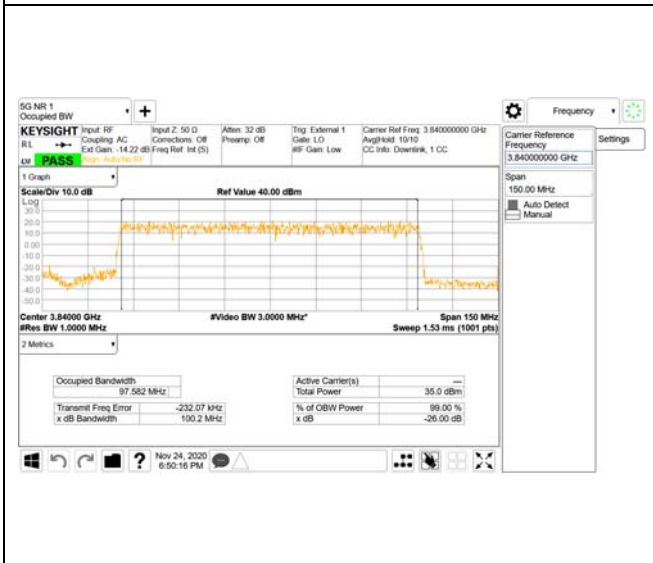 5G NR 1
Occupied BW
Frequency
KEYSIGHT
RL
PASS
Input: RF
Coupling: AC
Ext Gain: -14.22 dB
Align: Auto/No RF
Input Z: 50 Ω
Corrections: Off
Freq Ref: Int (S)
Atten: 32 dB
Preamp: Off
Trig: External 1
Gate: LO
#IF Gain: Low
Carrier Ref Freq: 3.840000000 GHz
Avg|Hold: 10/10
CC Info: Downlink, 1 CC
Carrier Reference
Frequency
3.840000000 GHz
Settings
Span
150.00 MHz
Auto Detect
Manual
1 Graph
Scale/Div 10.0 dB
Ref Value 40.00 dBm
Log
30.0
20.0
10.0
0.00
-10.0
-20.0
-30.0
-40.0
-50.0
Center 3.84000 GHz
#Video BW 3.0000 MHz*
Span 150 MHz
#Res BW 1.0000 MHz
Sweep 1.53 ms (1001 pts)
2 Metrics
Occupied Bandwidth
97.582 MHz
Transmit Freq Error -232.07 kHz
x dB Bandwidth 100.2 MHz
Active Carrier(s) ---
Total Power 35.0 dBm
% of OBW Power 99.00 %
x dB -26.00 dB
Nov 24, 2020
6:50:16 PM